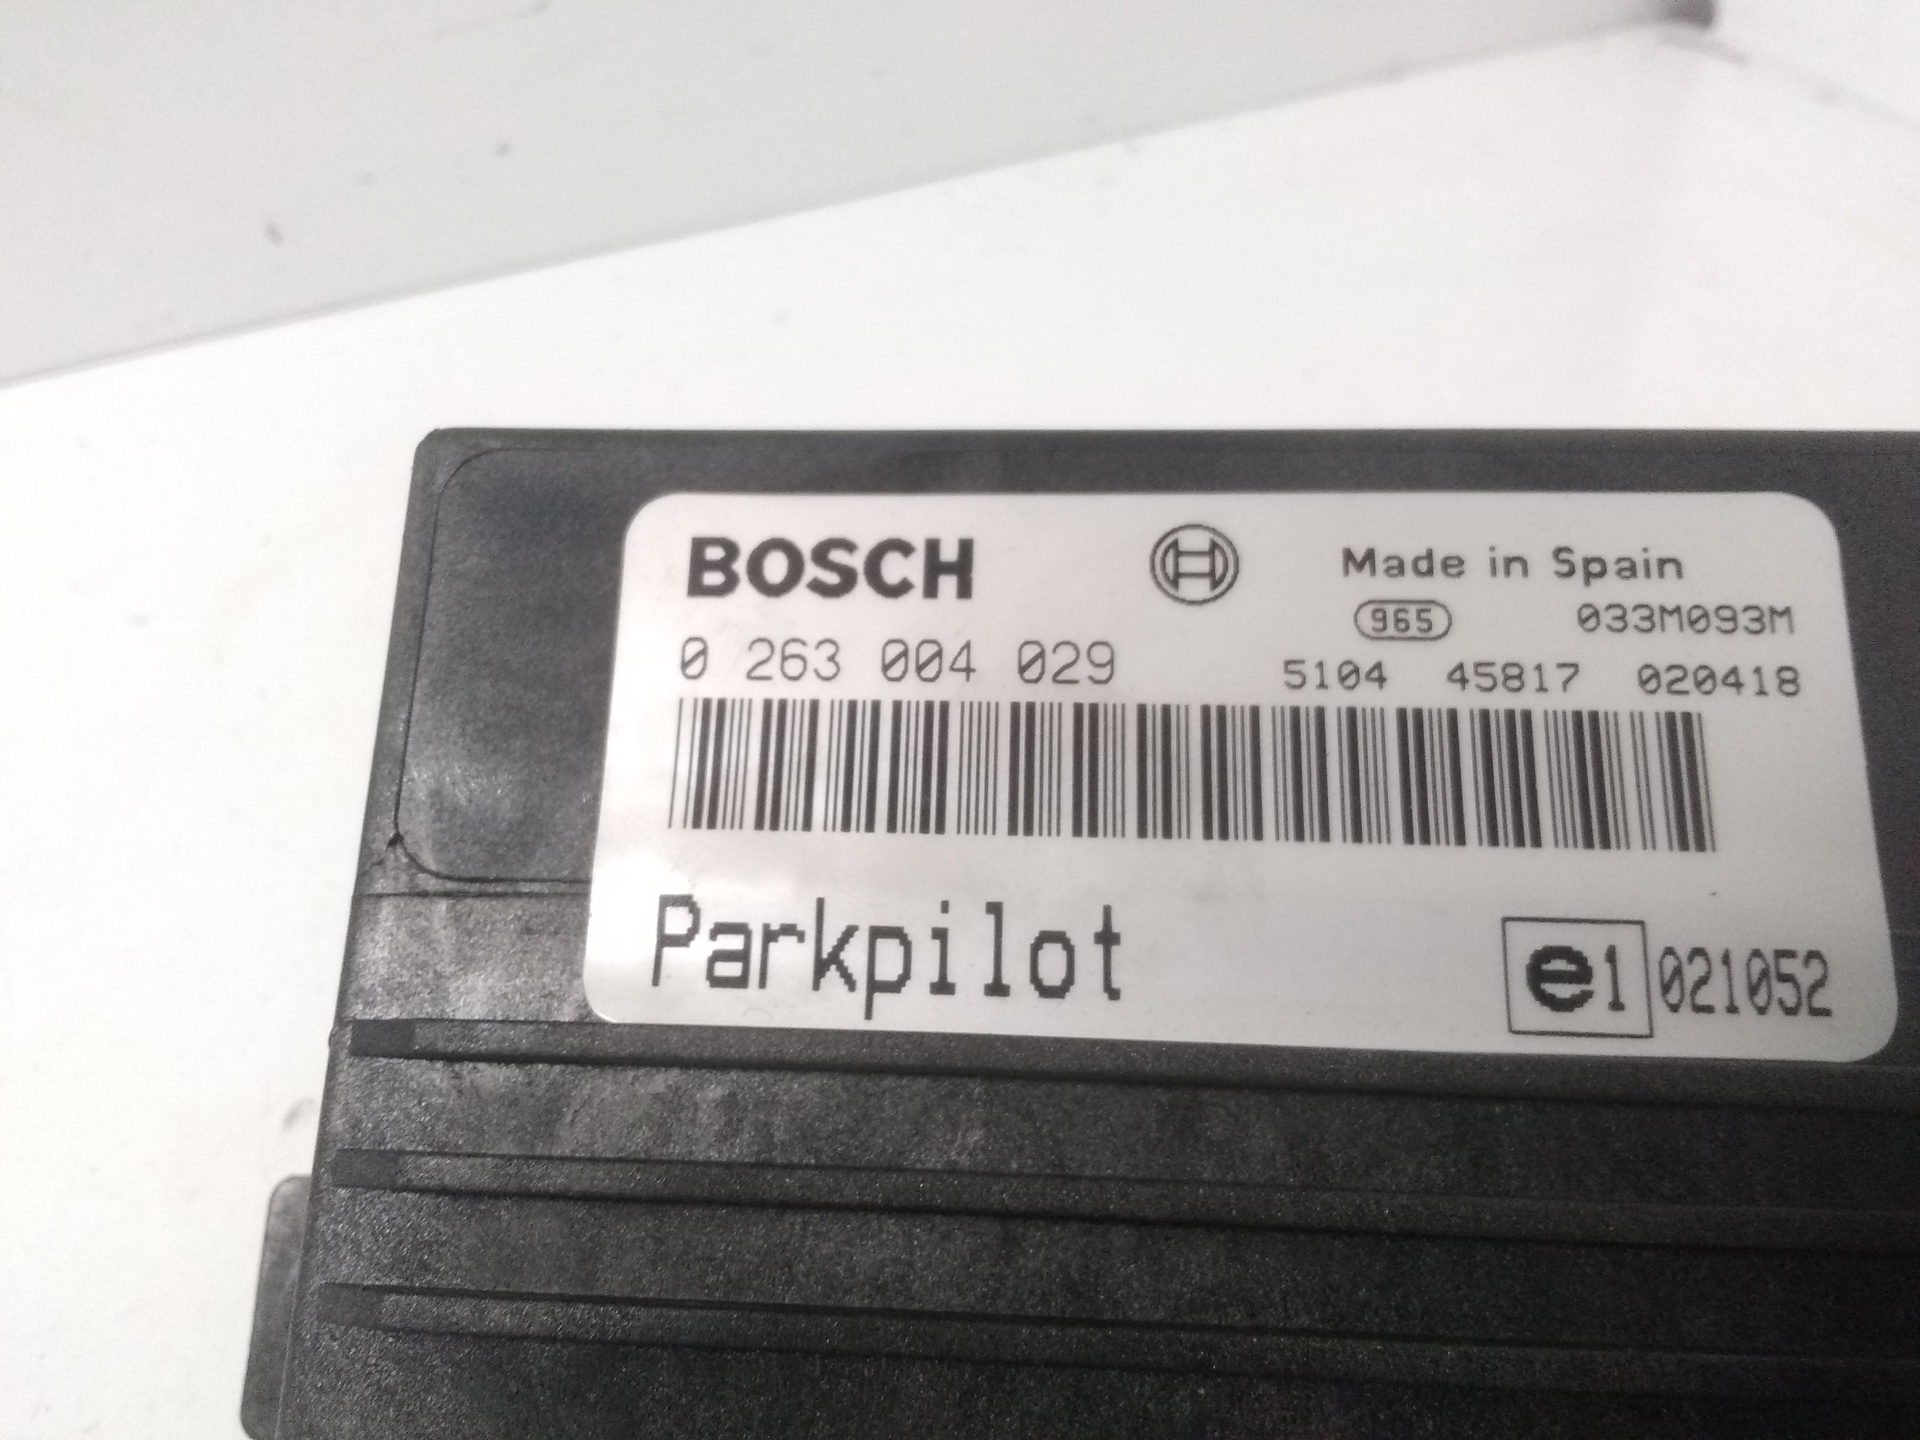 BOSCH Made in Spain
965 033M093M
0 263 004 029 5104 45817 020418
Parkpilot e1 021052